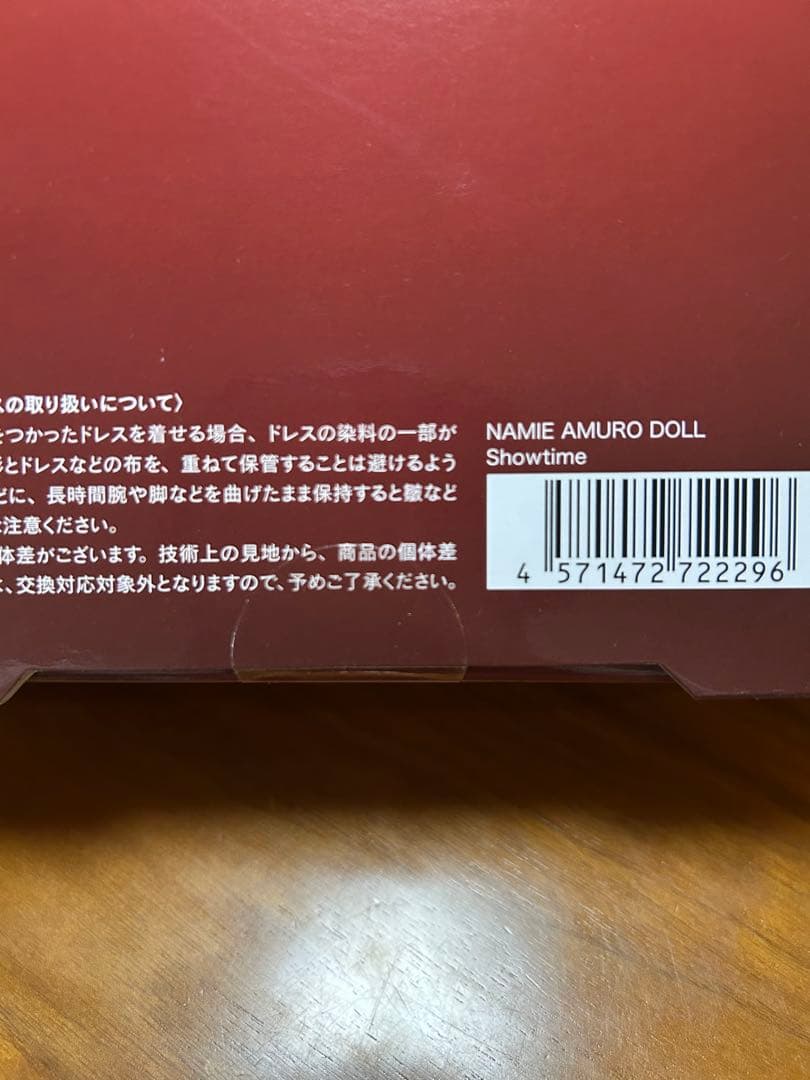 スの取り扱いについて〉
をつかったドレスを着せる場合、ドレスの染料の一部が
とドレスなどの布を、重ねて保管することは避けるよう
どに、長時間腕や脚などを曲げたまま保持すると皺など
注意ください。
体差がございます。技術上の見地から、商品の個体差
、交換対応対象外となりますので、予めご了承ください。
NAMIE AMURO DOLL
Showtime
4 571472 722296